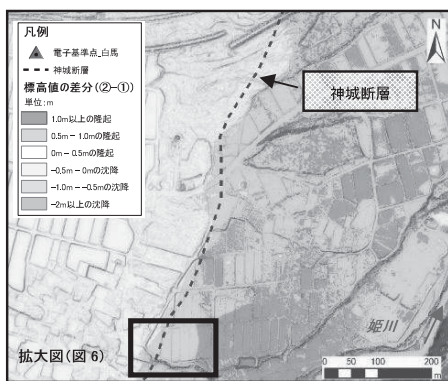 凡例
電子基準点_白馬
神城断層
標高値の差分(②-①)
単位:m
1.0m以上の隆起
0.5m-1.0mの隆起
0m-0.5mの隆起
-0.5m-0mの沈降
-1.0m--0.5mの沈降
-2m以上の沈降
神城断層
N
姫川
拡大図(図6)
0 50 100 200
m